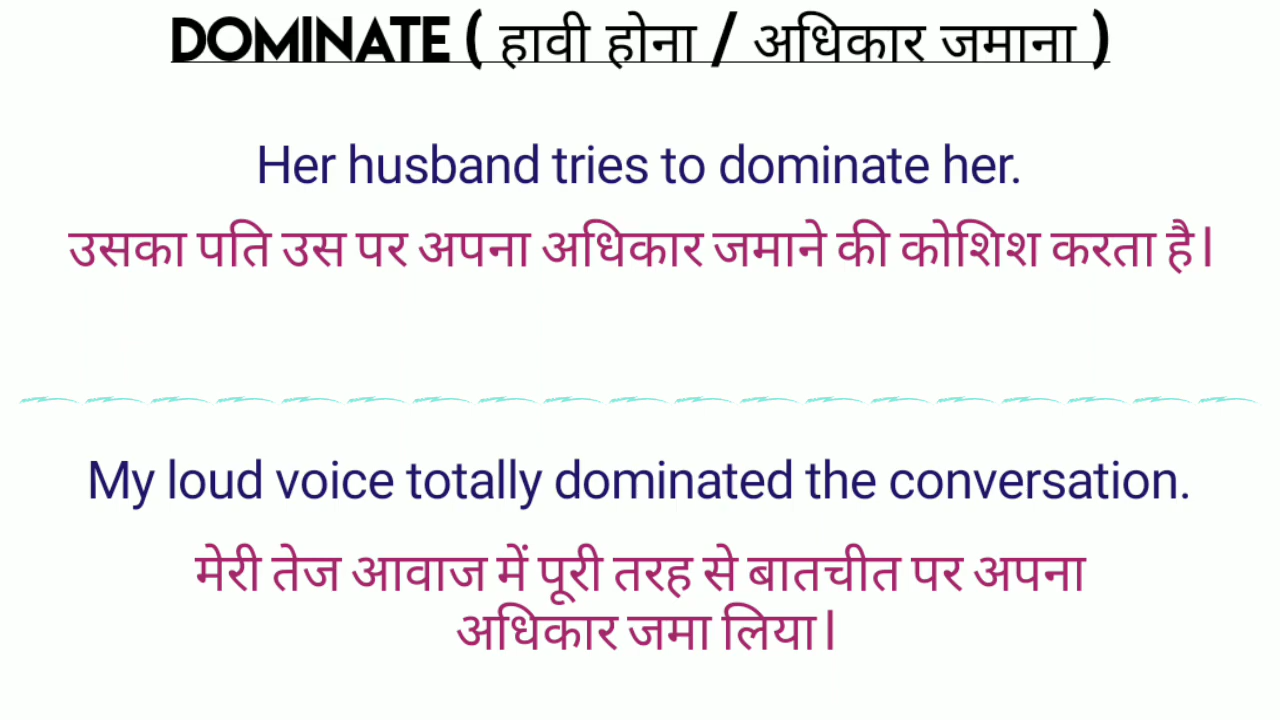 DOMINATE ( हावी होना / अधिकार जमाना )
Her husband tries to dominate her.
उसका पति उस पर अपना अधिकार जमाने की कोशिश करता है।
My loud voice totally dominated the conversation.
मेरी तेज आवाज में पूरी तरह से बातचीत पर अपना
अधिकार जमा लिया।